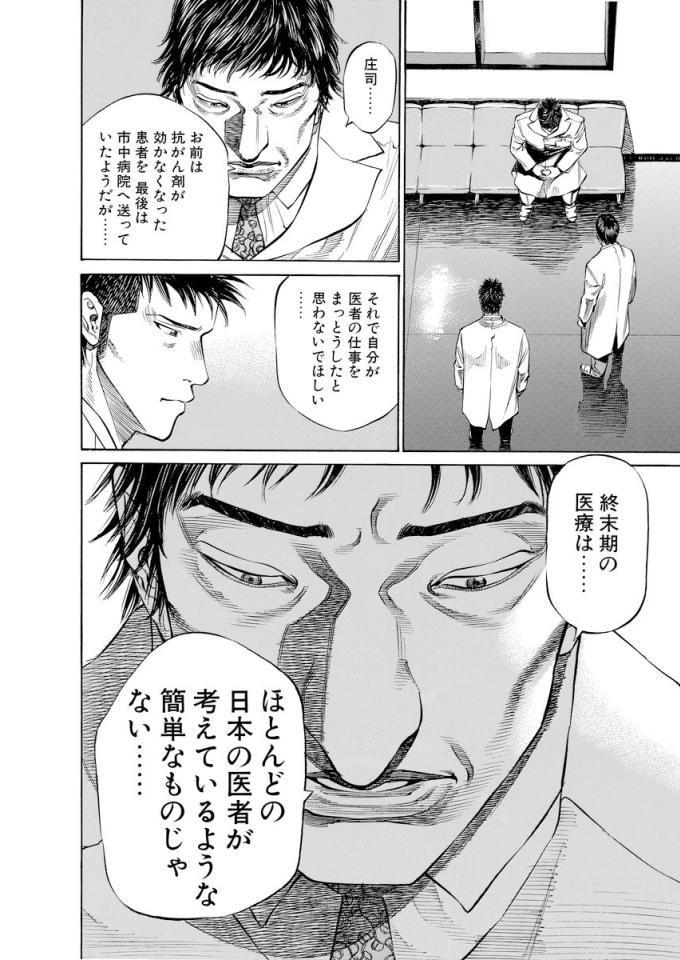 庄司……
お前は
抗がん剤が
効かなくなった
患者を 最後は
市中病院へ送って
いたようだが……
それで自分が
医者の仕事を
まっとうしたと
思わないでほしい
……
終末期の
医療は……
ほとんどの
日本の医者が
考えているような
簡単なものじゃ
ない……